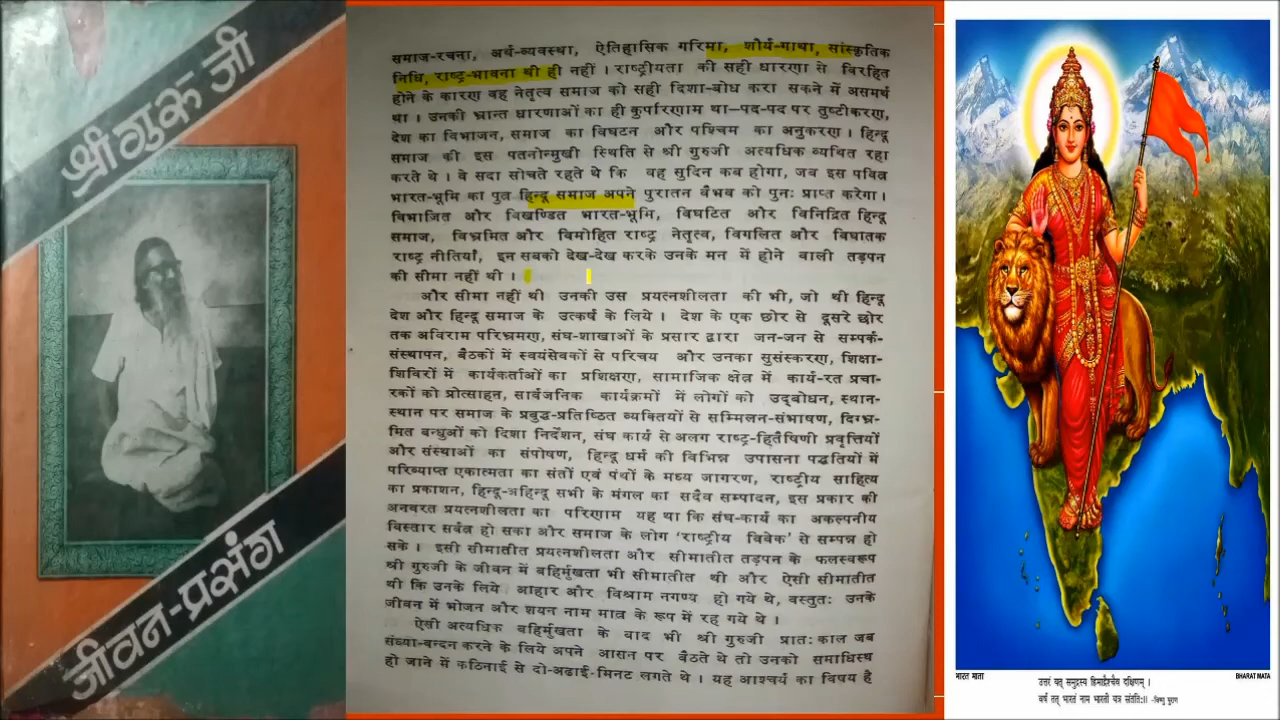 श्री गुरु जी
जीवन-प्रसंग
समाज-रचना, अर्थ-व्यवस्था, ऐतिहासिक गरिमा, शौर्य-गाथा, सांस्कृतिक
निधि, राष्ट्र-भावना थी ही नहीं । राष्ट्रीयता की सही धारणा से विरहित
होने के कारण वह नेतृत्व समाज को सही दिशा-बोध करा सकने में असमर्थ
था । उनकी भ्रान्त धारणाओं का ही कुपरिणाम था—पद-पद पर तुष्टीकरण,
देश का विभाजन, समाज का विघटन और पश्चिम का अनुकरण । हिन्दू
समाज की इस पतनोन्मुखी स्थिति से श्री गुरुजी अत्यधिक व्यथित रहा
करते थे । वे सदा सोचते रहते थे कि वह सुदिन कब होगा, जब इस पवित्र
भारत-भूमि का पुत्र हिन्दू समाज अपने पुरातन वैभव को पुनः प्राप्त करेगा ।
विभाजित और विखण्डित भारत-भूमि, विघटित और विनिद्रित हिन्दू
समाज, विभ्रमित और विमोहित राष्ट्र नेतृत्व, विगलित और विघातक
राष्ट्र नीतियाँ, इन सबको देख-देख करके उनके मन में होने वाली तड़पन
की सीमा नहीं थी ।
और सीमा नहीं थी उनकी उस प्रयत्नशीलता की भी, जो थी हिन्दू
देश और हिन्दू समाज के उत्कर्ष के लिये । देश के एक छोर से दूसरे छोर
तक अविराम परिभ्रमण, संघ-शाखाओं के प्रसार द्वारा जन-जन से सम्पर्क-
संस्थापन, बैठकों में स्वयंसेवकों से परिचय और उनका सुसंस्करण, शिक्षा-
शिविरों में कार्यकर्ताओं का प्रशिक्षण, सामाजिक क्षेत्र में कार्य-रत प्रचा-
रकों को प्रोत्साहन, सार्वजनिक कार्यक्रमों में लोगों को उद्‌बोधन, स्थान-
स्थान पर समाज के प्रबुद्ध-प्रतिष्ठित व्यक्तियों से सम्मिलन-संभाषण, दिग्भ्र-
मित बन्धुओं को दिशा निर्देशन, संघ कार्य से अलग राष्ट्र-हितैषिणी प्रवृत्तियों
और संस्थाओं का संपोषण, हिन्दू धर्म की विभिन्न उपासना पद्धतियों में
परिव्याप्त एकात्मता का संतों एवं पंथों के मध्य जागरण, राष्ट्रीय साहित्य
का प्रकाशन, हिन्दू-अहिन्दू सभी के मंगल का सदैव सम्पादन, इस प्रकार की
अनवरत प्रयत्नशीलता का परिणाम यह था कि संघ-कार्य का अकल्पनीय
विस्तार सर्वत्र हो सका और समाज के लोग ‘राष्ट्रीय विवेक’ से सम्पन्न हो
सके । इसी सीमातीत प्रयत्नशीलता और सीमातीत तड़पन के फलस्वरूप
श्री गुरुजी के जीवन में बहिर्मुखता भी सीमातीत थी और ऐसी सीमातीत
थी कि उनके लिये आहार और विश्राम नगण्य हो गये थे, वस्तुतः उनके
जीवन में भोजन और शयन नाम मात्र के रूप में रह गये थे ।
ऐसी अत्यधिक बहिर्मुखता के बाद भी श्री गुरुजी प्रातःकाल जब
संध्या-वन्दन करने के लिये अपने आसन पर बैठते थे तो उनको समाधिस्थ
हो जाने में कठिनाई से दो-अढाई-मिनट लगते थे । यह आश्चर्य का विषय है
भारत माता
BHARAT MATA
उत्तरं यत् समुद्रस्य हिमाद्रेश्चैव दक्षिणम् ।
वर्षं तत् भारतं नाम भारती यत्र संततिः॥ -विष्णु पुराण